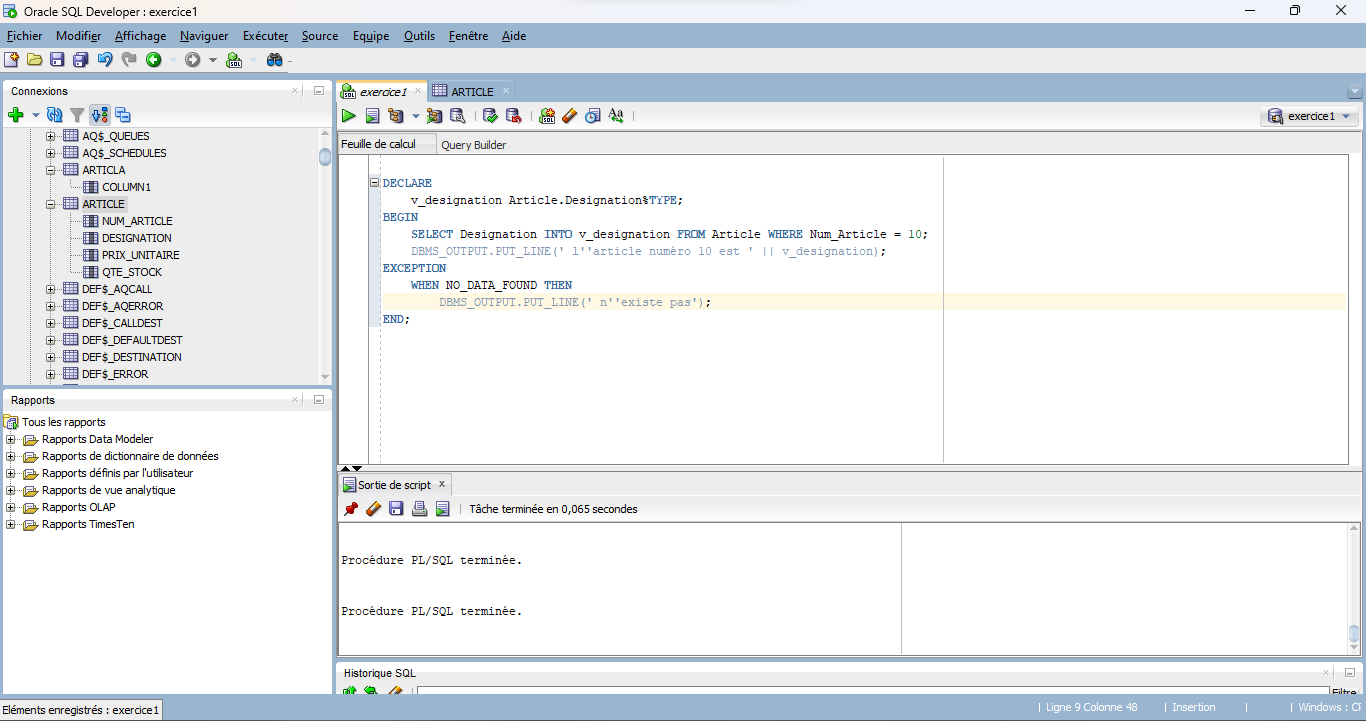 Oracle SQL Developer : exercice1
Fichier Modifier Affichage Naviguer Exécuter Source Equipe Outils Fenêtre Aide
Connexions
AQ$_QUEUES
AQ$_SCHEDULES
ARTICLA
COLUMN1
ARTICLE
NUM_ARTICLE
DESIGNATION
PRIX_UNITAIRE
QTE_STOCK
DEF$_AQCALL
DEF$_AQERROR
DEF$_CALLDEST
DEF$_DEFAULTDEST
DEF$_DESTINATION
DEF$_ERROR
Rapports
Tous les rapports
Rapports Data Modeler
Rapports de dictionnaire de données
Rapports définis par l'utilisateur
Rapports de vue analytique
Rapports OLAP
Rapports TimesTen
exercice1 ARTICLE
exercice1
Feuille de calcul Query Builder
DECLARE
v_designation Article.Designation%TYPE;
BEGIN
SELECT Designation INTO v_designation FROM Article WHERE Num_Article = 10;
DBMS_OUTPUT.PUT_LINE(' l''article numéro 10 est ' || v_designation);
EXCEPTION
WHEN NO_DATA_FOUND THEN
DBMS_OUTPUT.PUT_LINE(' n''existe pas');
END;
Sortie de script
Tâche terminée en 0,065 secondes
Procédure PL/SQL terminée.
Procédure PL/SQL terminée.
Historique SQL
Filtre
Eléments enregistrés : exercice1
Ligne 9 Colonne 48 Insertion Windows :